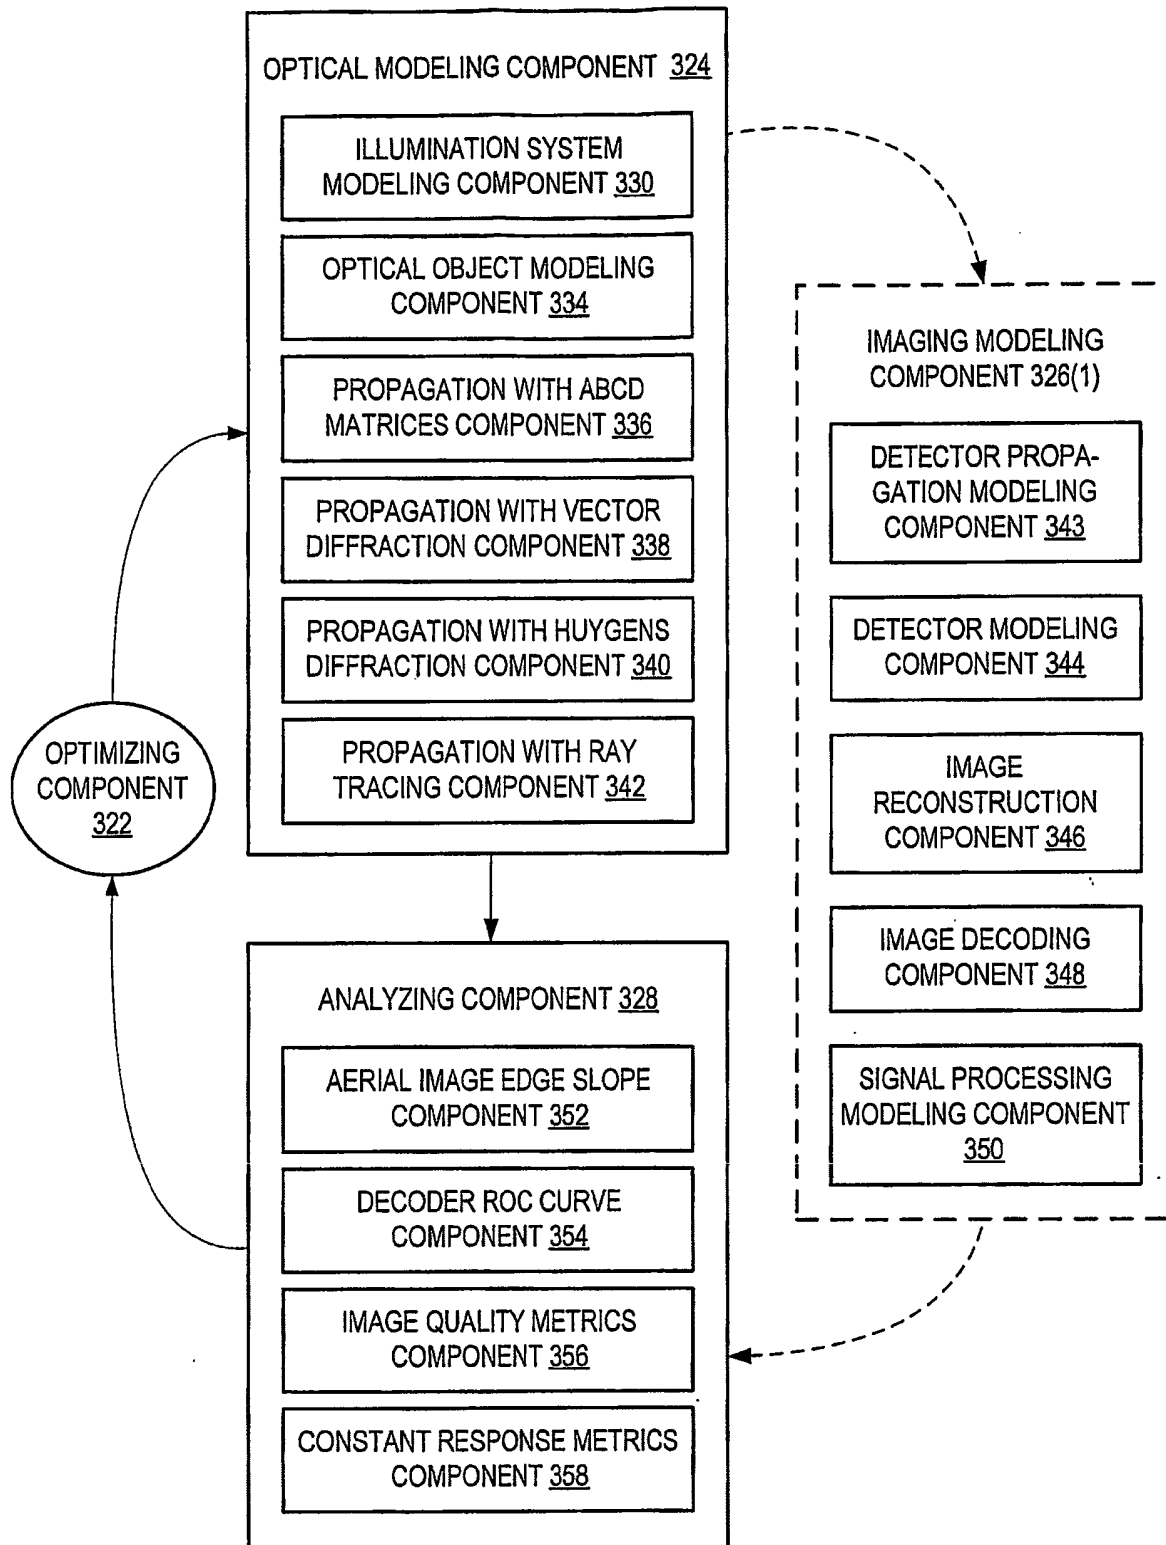 OPTICAL MODELING COMPONENT 324
ILLUMINATION SYSTEM
MODELING COMPONENT 330
OPTICAL OBJECT MODELING
COMPONENT 334
PROPAGATION WITH ABCD
MATRICES COMPONENT 336
PROPAGATION WITH VECTOR
DIFFRACTION COMPONENT 338
PROPAGATION WITH HUYGENS
DIFFRACTION COMPONENT 340
PROPAGATION WITH RAY
TRACING COMPONENT 342
OPTIMIZING
COMPONENT
322
ANALYZING COMPONENT 328
AERIAL IMAGE EDGE SLOPE
COMPONENT 352
DECODER ROC CURVE
COMPONENT 354
IMAGE QUALITY METRICS
COMPONENT 356
CONSTANT RESPONSE METRICS
COMPONENT 358
IMAGING MODELING
COMPONENT 326(1)
DETECTOR PROPA-
GATION MODELING
COMPONENT 343
DETECTOR MODELING
COMPONENT 344
IMAGE
RECONSTRUCTION
COMPONENT 346
IMAGE DECODING
COMPONENT 348
SIGNAL PROCESSING
MODELING COMPONENT
350